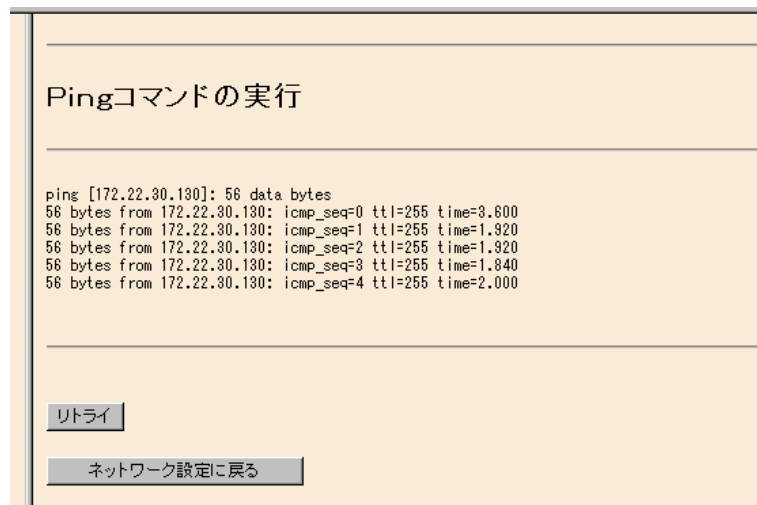 Pingコマンドの実行
ping [172.22.30.130]: 56 data bytes
56 bytes from 172.22.30.130: icmp_seq=0 ttl=255 time=3.600
56 bytes from 172.22.30.130: icmp_seq=1 ttl=255 time=1.920
56 bytes from 172.22.30.130: icmp_seq=2 ttl=255 time=1.920
56 bytes from 172.22.30.130: icmp_seq=3 ttl=255 time=1.840
56 bytes from 172.22.30.130: icmp_seq=4 ttl=255 time=2.000
リトライ
ネットワーク設定に戻る